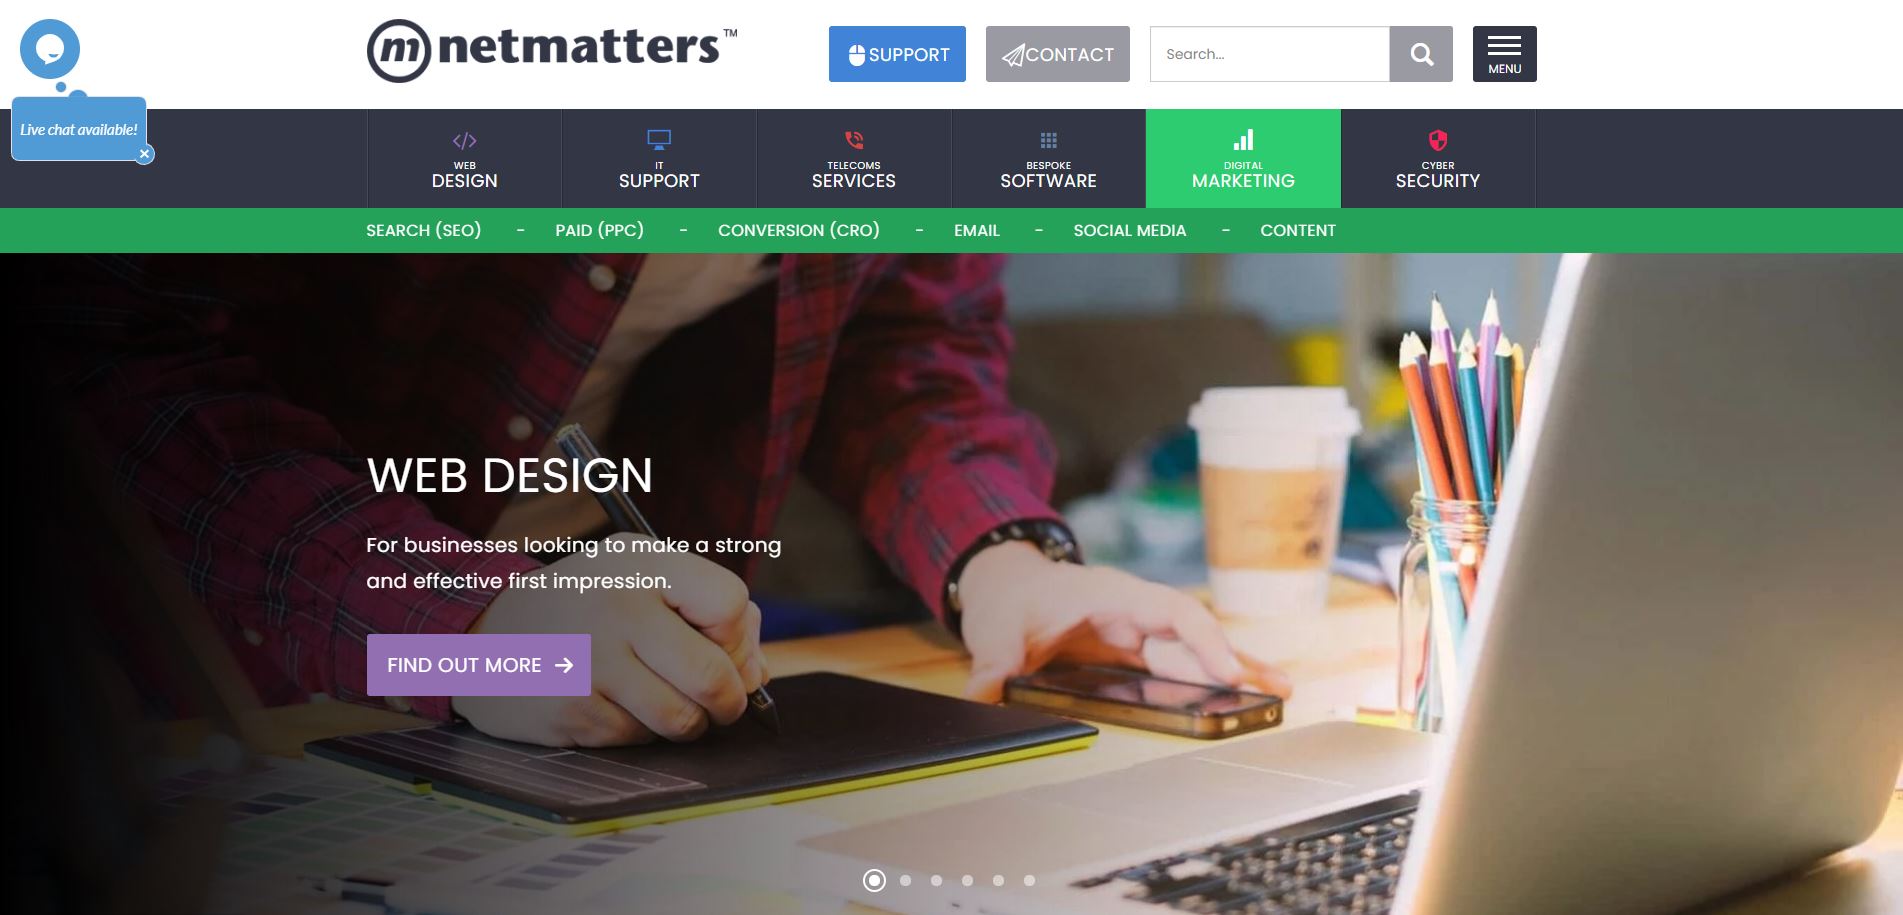 m netmatters™
SUPPORT
CONTACT
Search...
MENU
Live chat available!
WEB
DESIGN
IT
SUPPORT
TELECOMS
SERVICES
BESPOKE
SOFTWARE
DIGITAL
MARKETING
CYBER
SECURITY
SEARCH (SEO) - PAID (PPC) - CONVERSION (CRO) - EMAIL - SOCIAL MEDIA - CONTENT
WEB DESIGN
For businesses looking to make a strong
and effective first impression.
FIND OUT MORE →